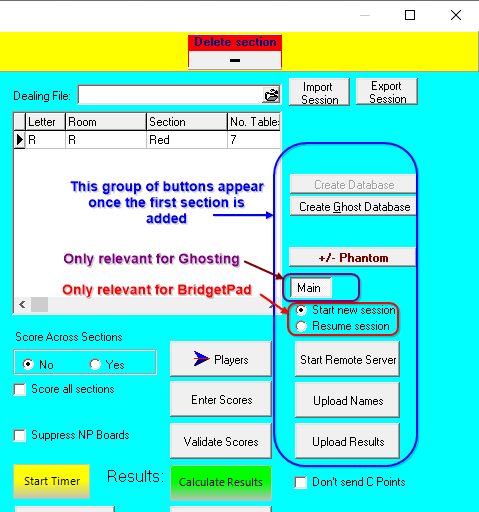 Delete section
Dealing File:
Import
Session
Export
Session
Letter Room Section No. Table
R R Red 7
This group of buttons appear
once the first section is
added
Create Database
Create Ghost Database
+/- Phantom
Only relevant for Ghosting
Main
Only relevant for BridgetPad
Start new session
Resume session
Score Across Sections
No Yes
Players
Start Remote Server
Score all sections
Enter Scores
Upload Names
Suppress NP Boards
Validate Scores
Upload Results
Start Timer
Results:
Calculate Results
Don't send C Points